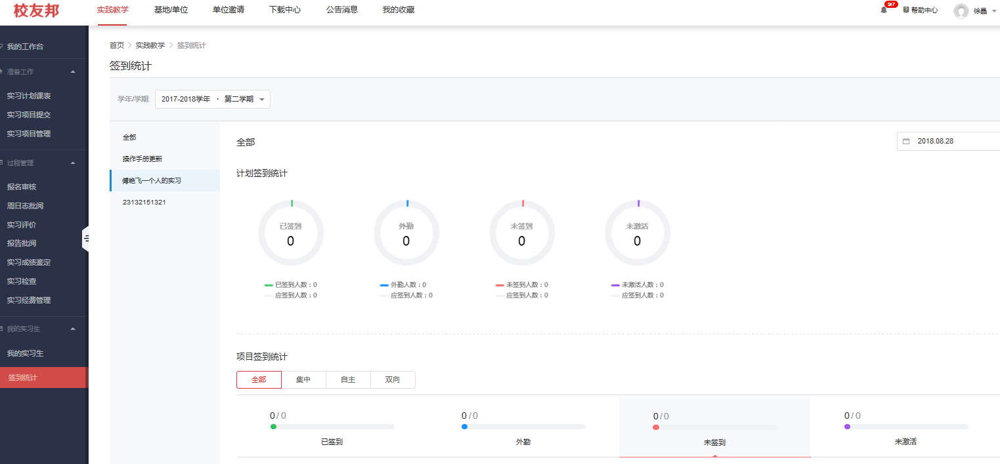 校友邦 实践教学 基地/单位 单位邀请 下载中心 公告消息 我的收藏 247 帮助中心 徐晶
我的工作台
准备工作
实习计划课表
实习项目提交
实习项目管理
过程管理
报名审核
周日志批阅
实习评价
报告批阅
实习成绩鉴定
实习检查
实习经费管理
我的实习生
我的实习生
签到统计
首页 > 实践教学 > 签到统计
签到统计
学年/学期: 2017-2018学年 · 第二学期
全部
操作手册更新
傅艳飞一个人的实习
23132151321
全部 2018.08.28
计划签到统计
已签到 外勤 未签到 未激活
0 0 0 0
已签到人数：0 外勤人数：0 未签到人数：0 未激活人数：0
应签到人数：0 应签到人数：0 应签到人数：0 应签到人数：0
项目签到统计
全部 集中 自主 双向
0 / 0 0 / 0 0 / 0 0 / 0
已签到 外勤 未签到 未激活